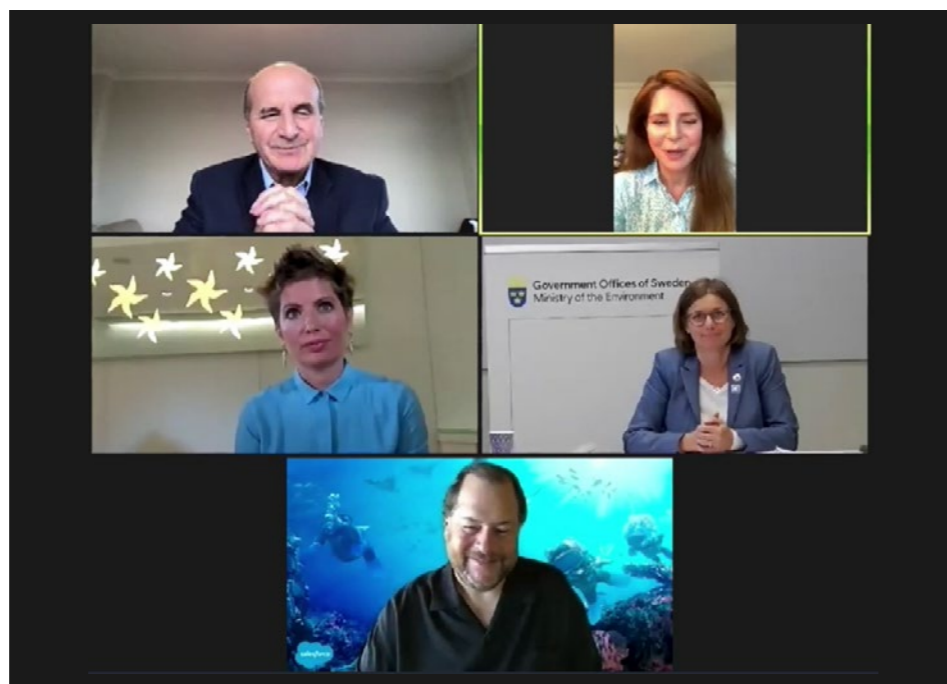 Government Offices of Sweden
Ministry of the Environment
salesforce